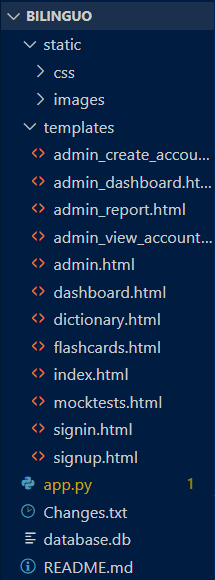 BILINGUO
static
css
images
templates
admin_create_accou...
admin_dashboard.ht...
admin_report.html
admin_view_account...
admin.html
dashboard.html
dictionary.html
flashcards.html
index.html
mocktests.html
signin.html
signup.html
app.py 1
Changes.txt
database.db
README.md